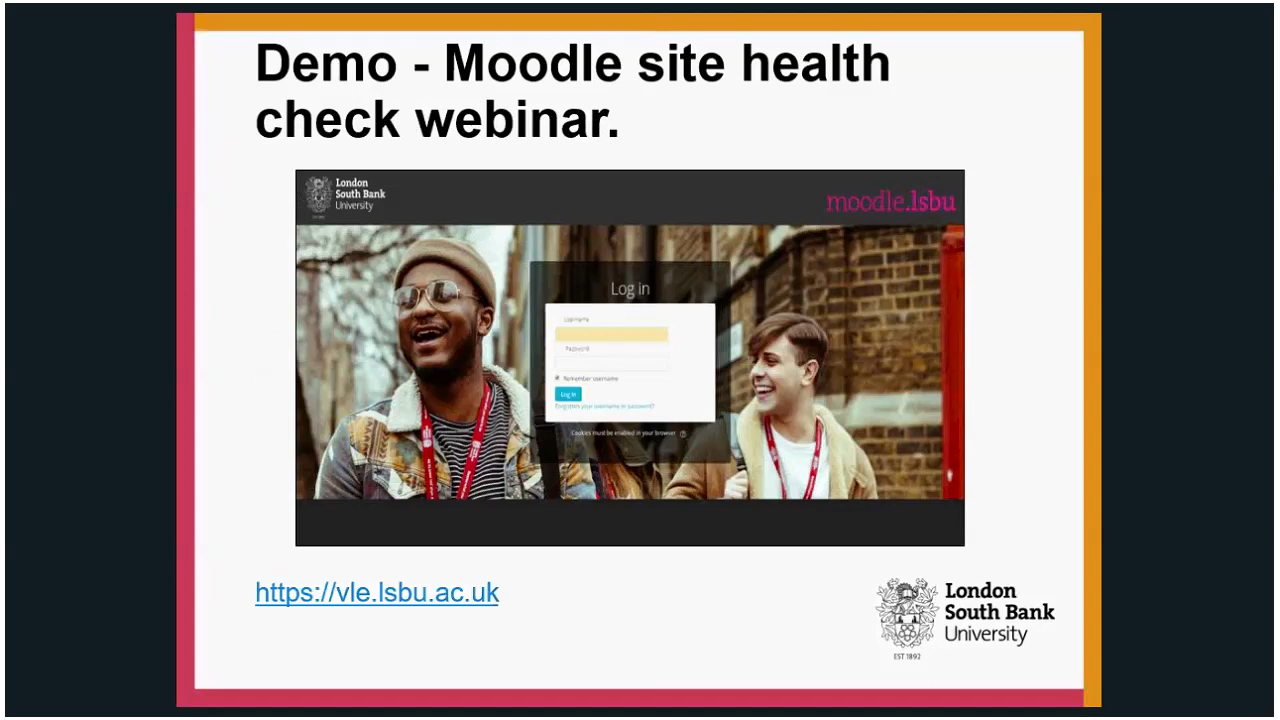 Demo - Moodle site health
check webinar.
London
South Bank
University
moodle.lsbu
Log in
Username
Password
Remember username
Log in
Forgotten your username or password?
Cookies must be enabled in your browser
https://vle.lsbu.ac.uk
London
South Bank
University
EST 1892